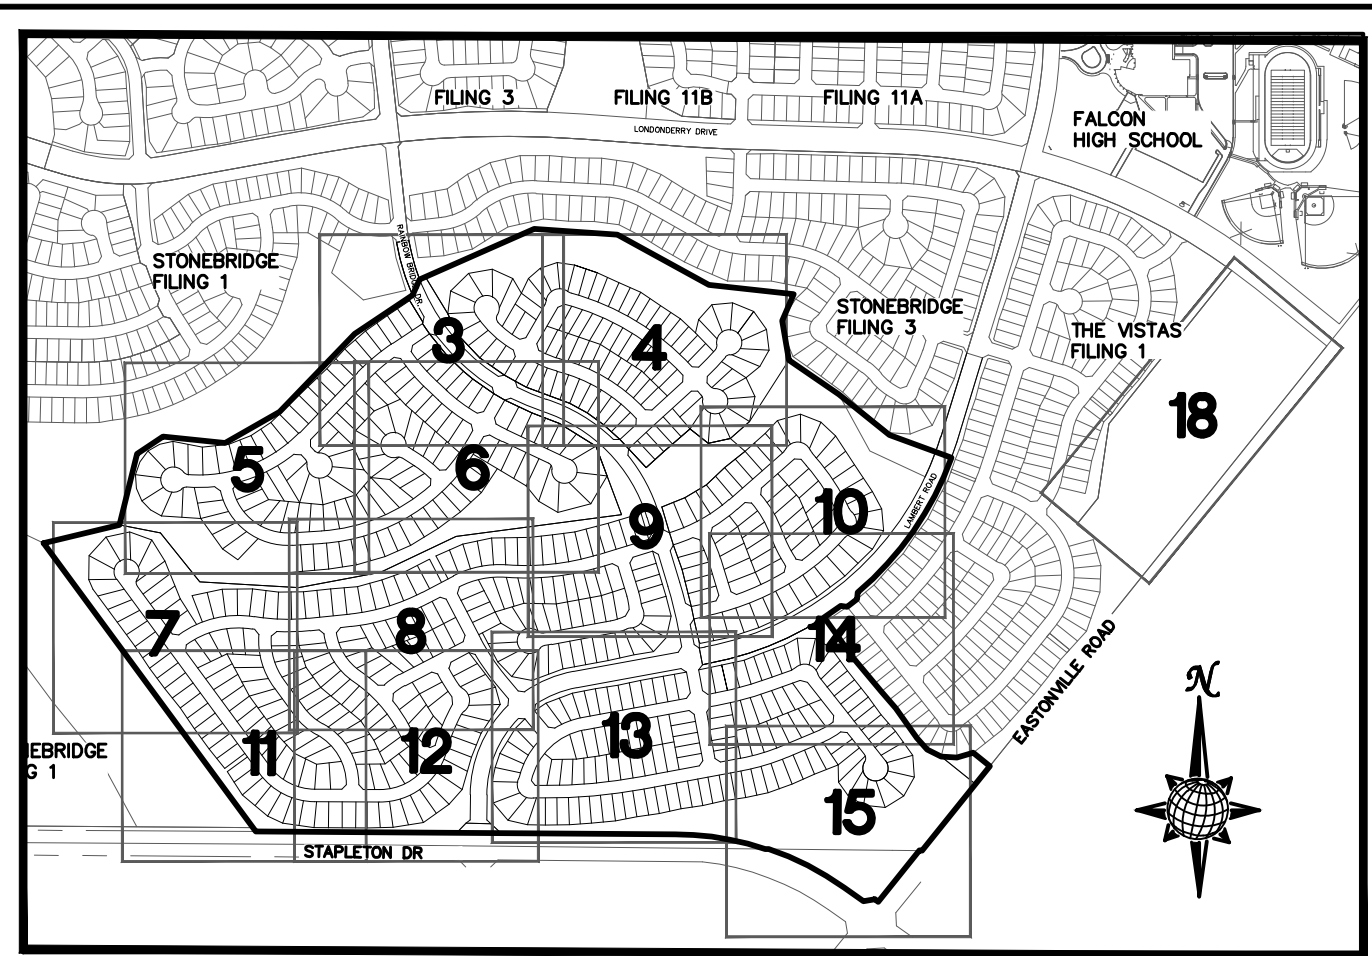 FILING 3
FILING 11B
FILING 11A
LONDONDERRY DRIVE
FALCON
HIGH SCHOOL
RAINBOW BRIDGE DR.
STONEBRIDGE
FILING 1
STONEBRIDGE
FILING 3
THE VISTAS
FILING 1
3
4
18
5
6
9
10
LAMBERT ROAD
7
8
14
EASTONVILLE ROAD
N
11
12
13
EBRIDGE
G 1
15
STAPLETON DR